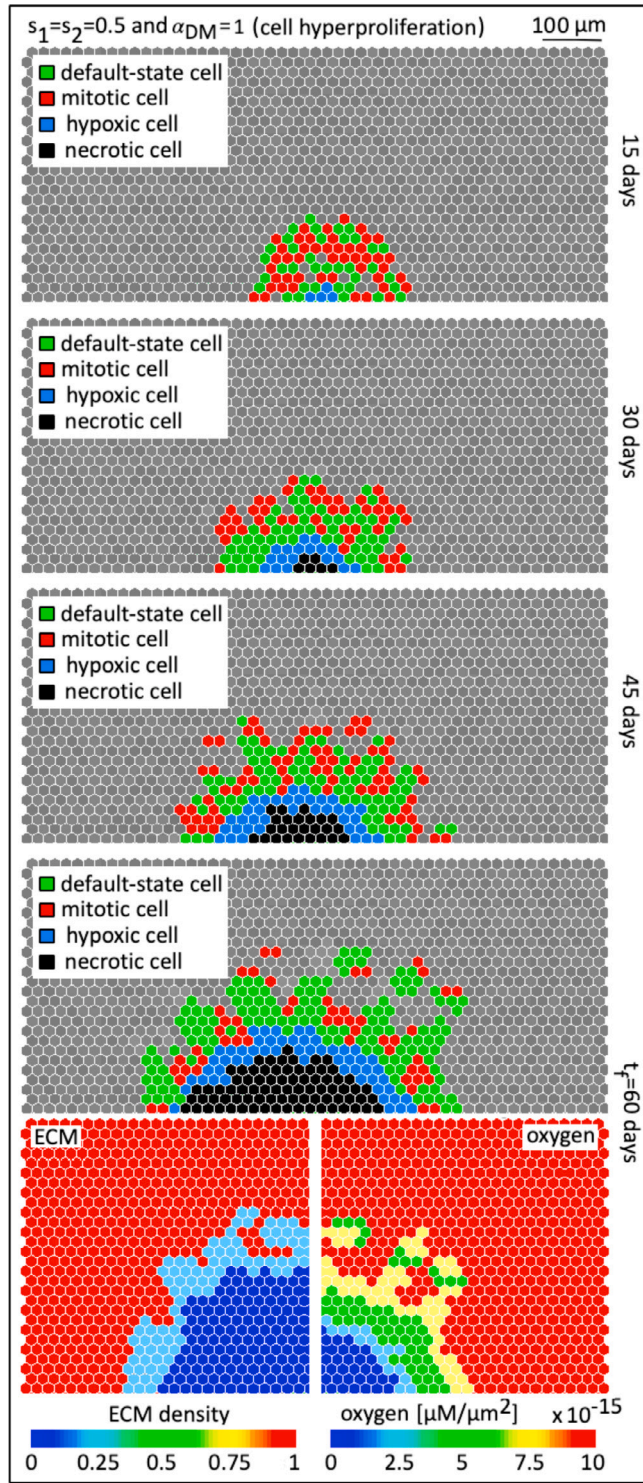 s1=s2=0.5 and αDM=1 (cell hyperproliferation) 100 μm
default-state cell
mitotic cell
hypoxic cell
necrotic cell
15 days
default-state cell
mitotic cell
hypoxic cell
necrotic cell
30 days
default-state cell
mitotic cell
hypoxic cell
necrotic cell
45 days
default-state cell
mitotic cell
hypoxic cell
necrotic cell
tf=60 days
ECM oxygen
ECM density oxygen [μM/μm²] x 10⁻¹⁵
0 0.25 0.75 1 0 2.5 7.5 10